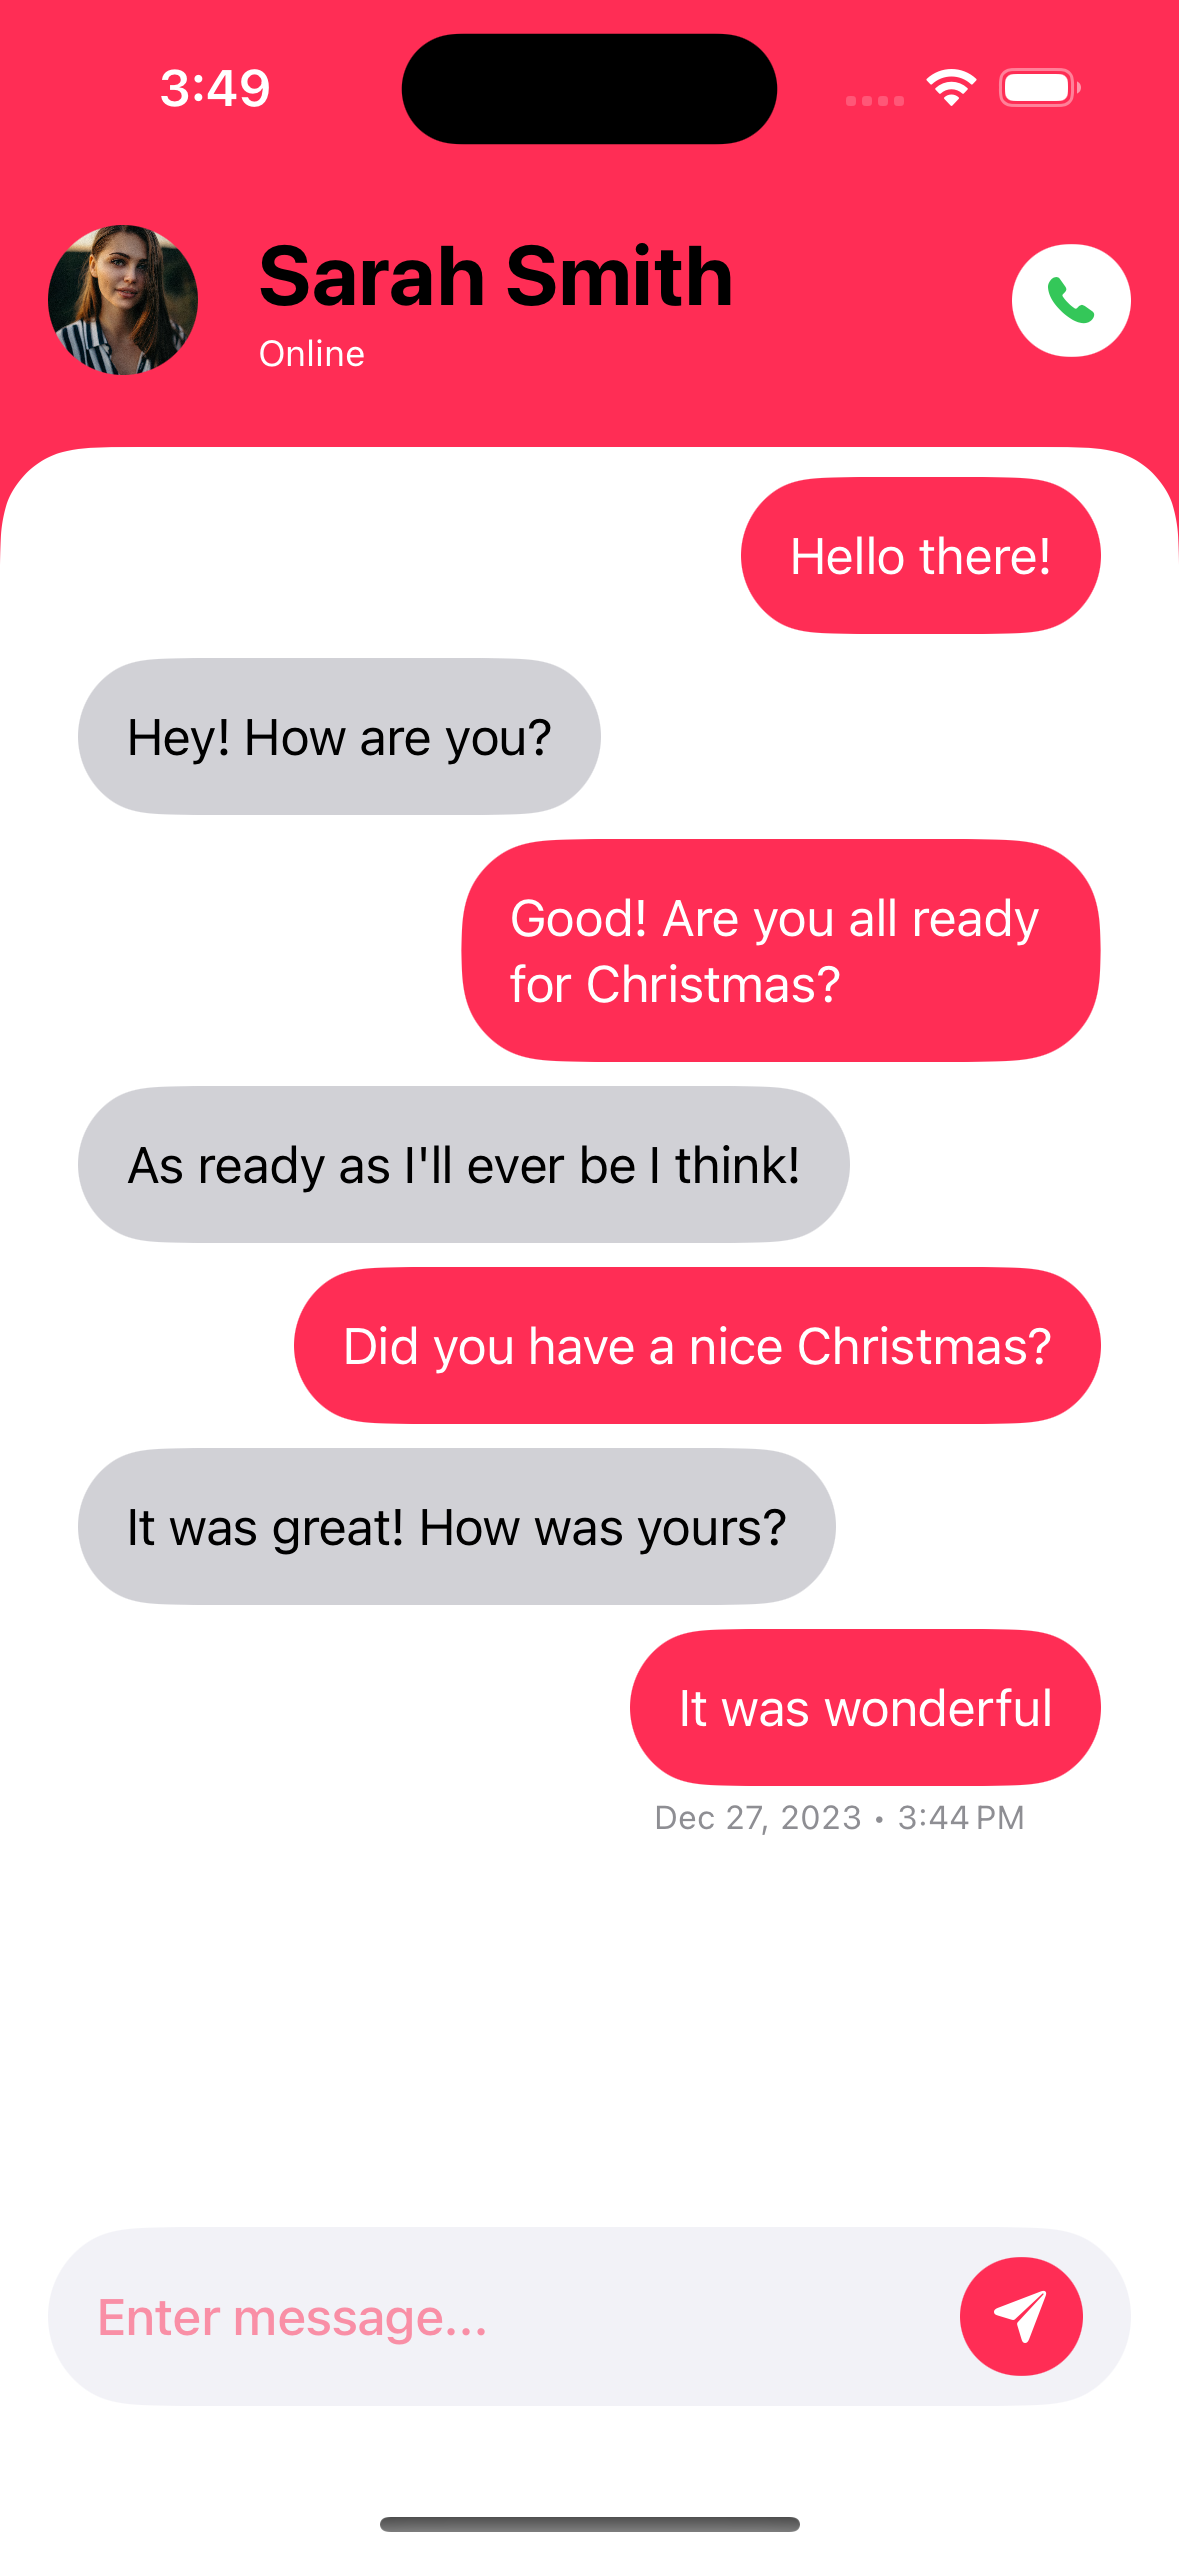 3:49
Sarah Smith
Online
Hello there!
Hey! How are you?
Good! Are you all ready
for Christmas?
As ready as I'll ever be I think!
Did you have a nice Christmas?
It was great! How was yours?
It was wonderful
Dec 27, 2023 • 3:44 PM
Enter message...